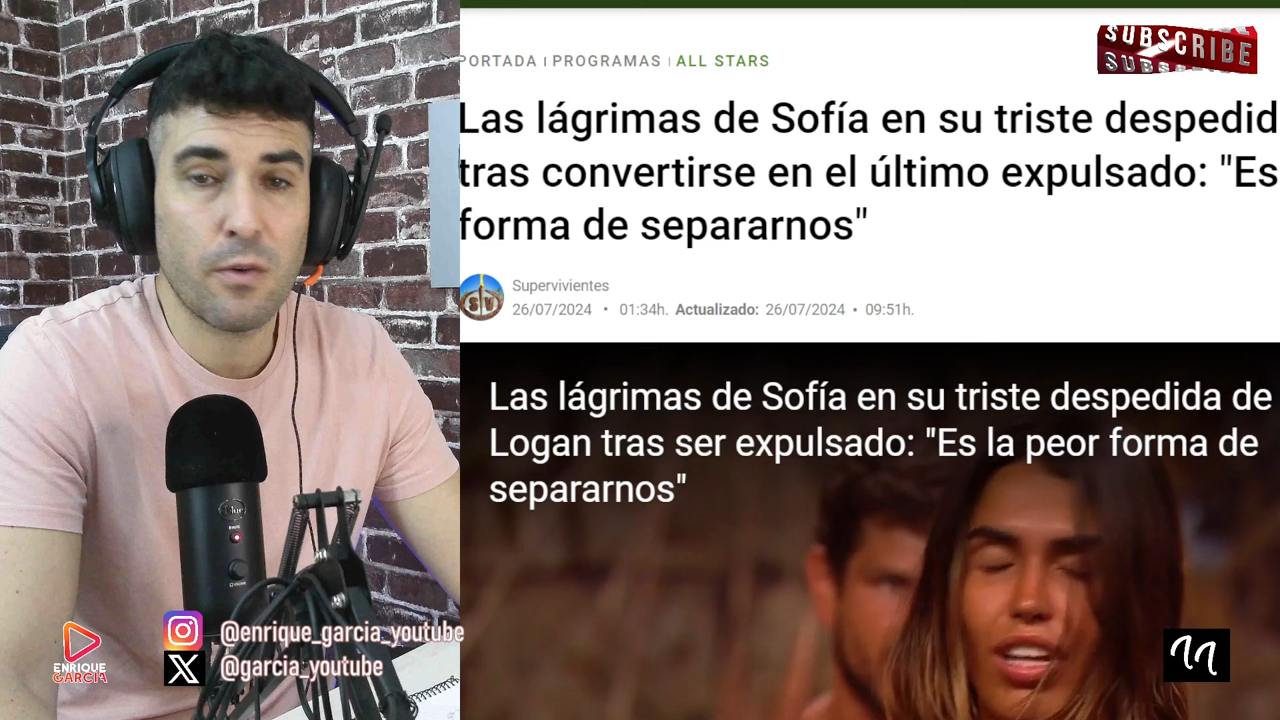 SUBSCRIBE
PORTADA | PROGRAMAS | ALL STARS
Las lágrimas de Sofía en su triste despedid
tras convertirse en el último expulsado: "Es
forma de separarnos"
SV
Supervivientes
26/07/2024 • 01:34h. Actualizado: 26/07/2024 • 09:51h.
Las lágrimas de Sofía en su triste despedida de
Logan tras ser expulsado: "Es la peor forma de
separarnos"
blue
@enrique_garcia_youtube
@garcia_youtube
ENRIQUE
GARCIA